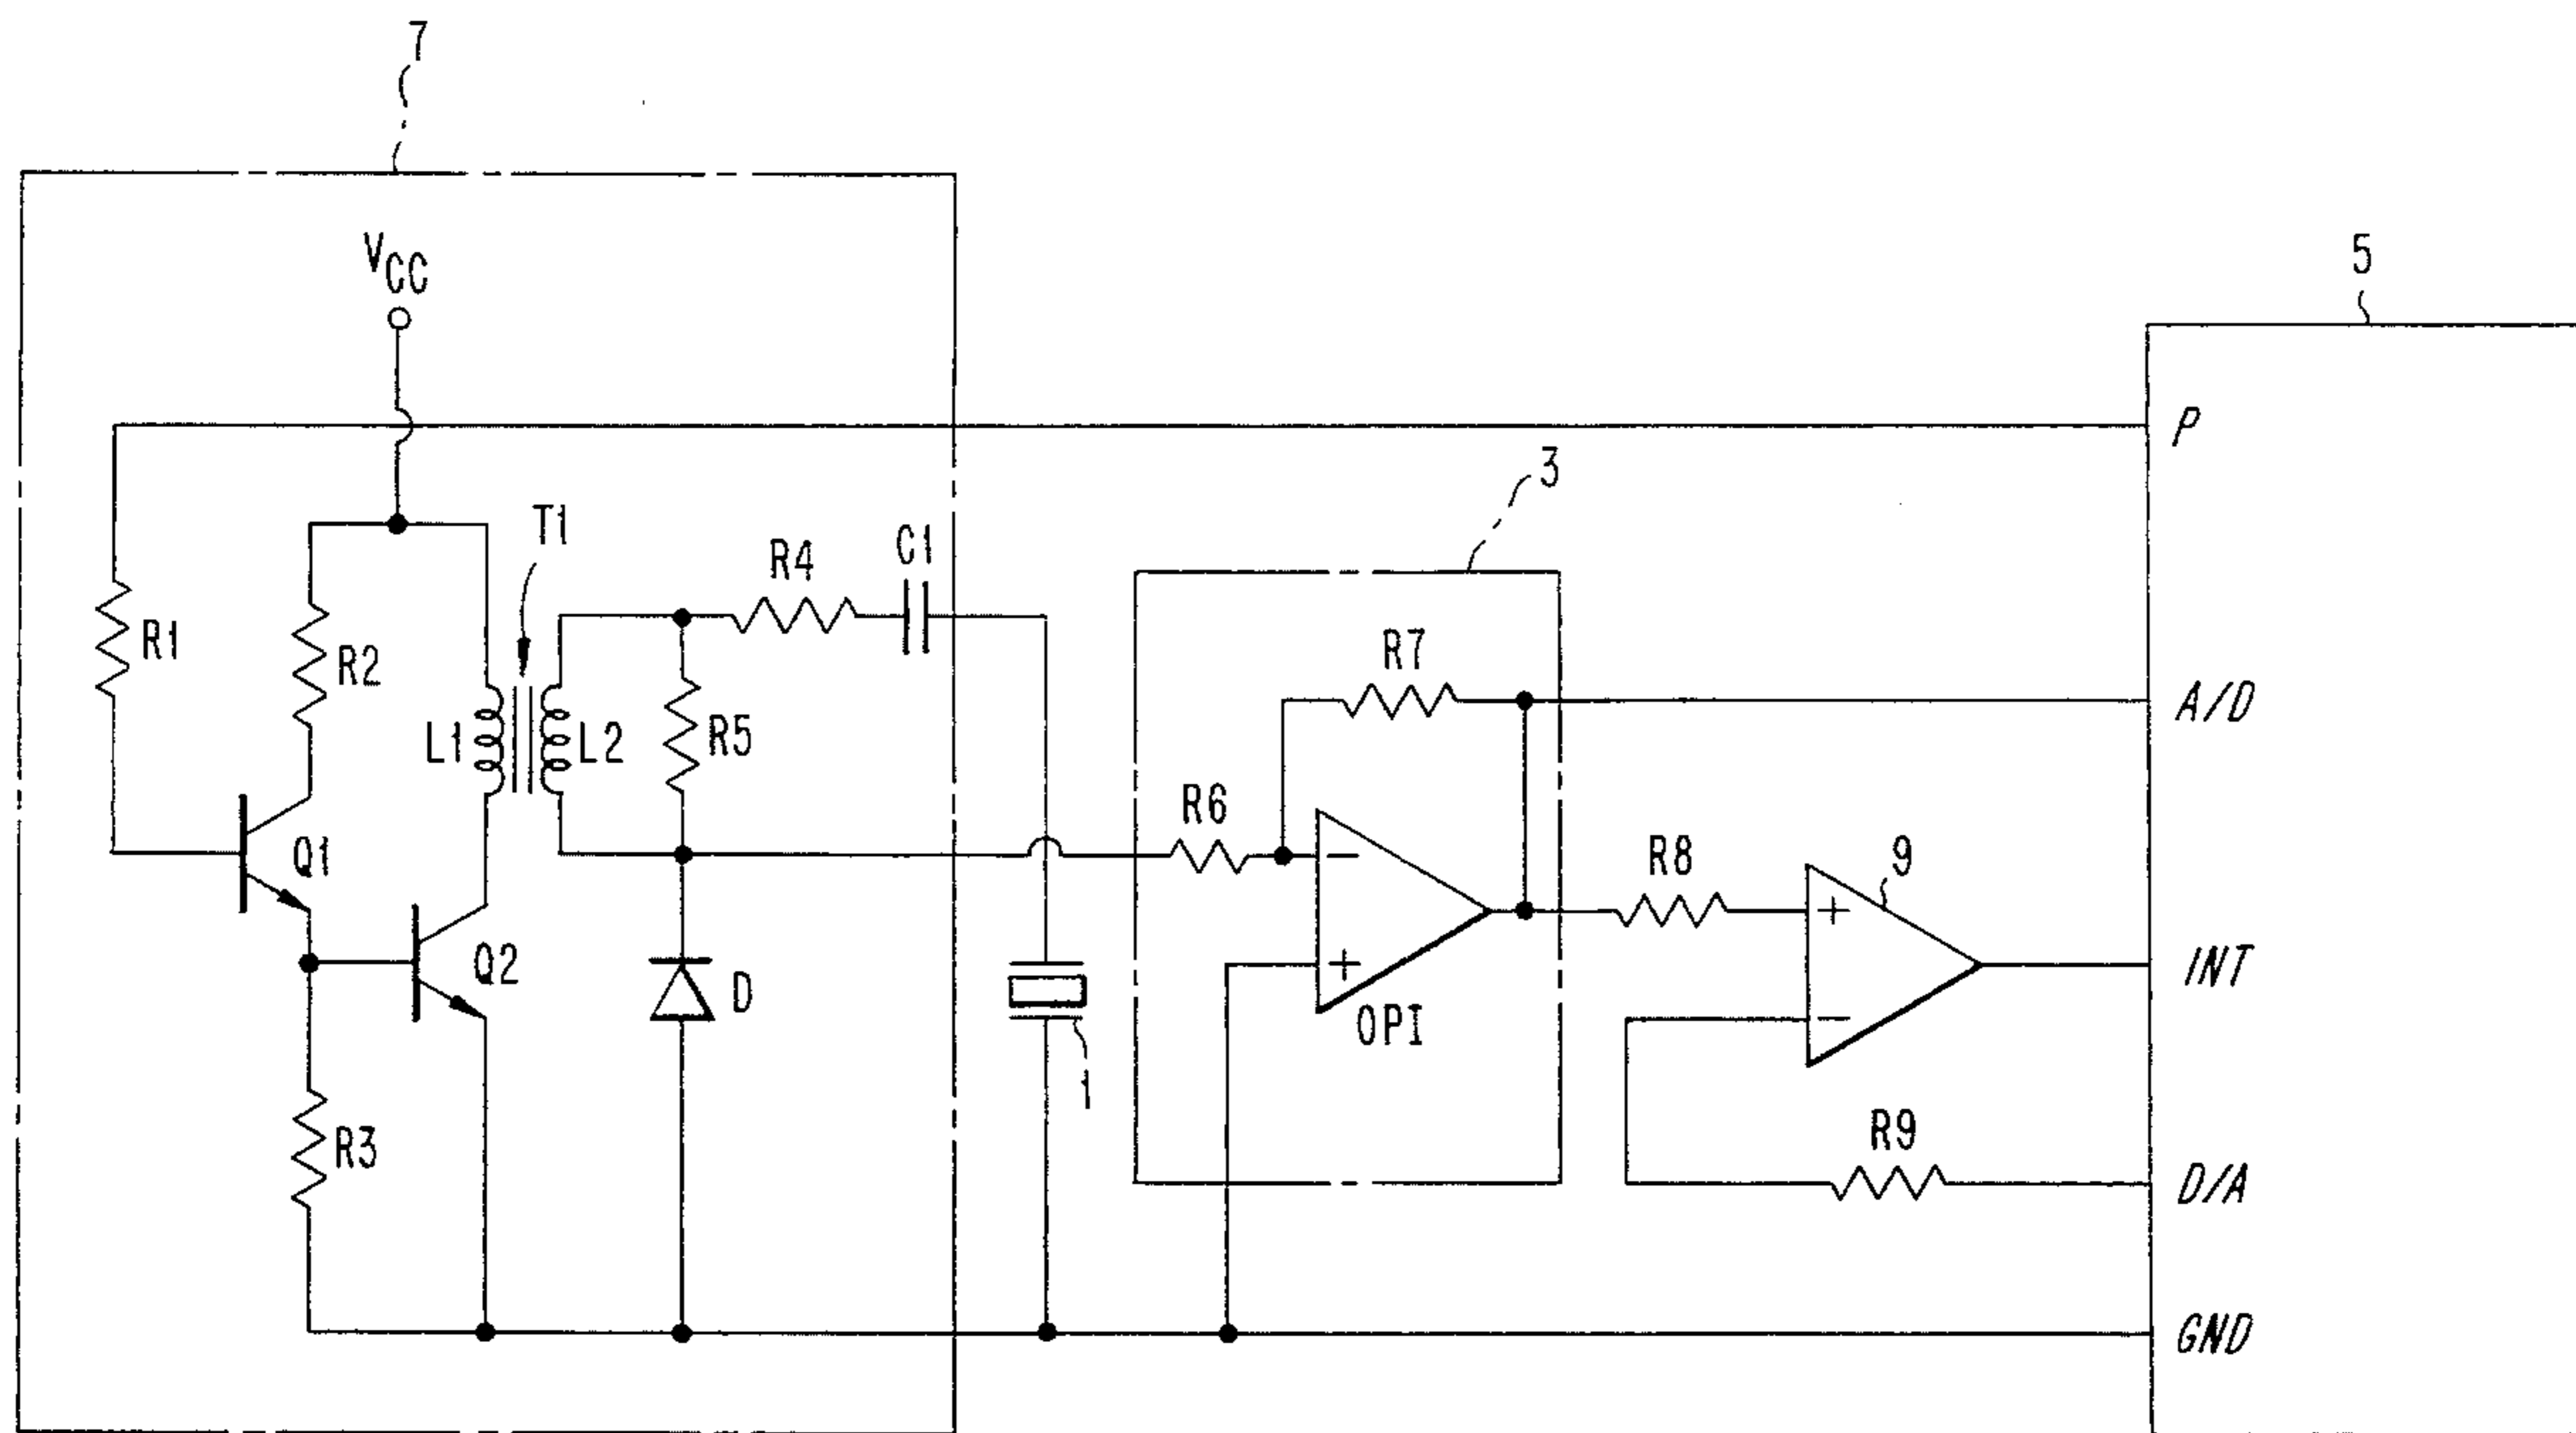 7
5
VCC
P
3
T1
R4
C1
R1
R2
R7
L1
L2
R5
A/D
R6
Q1
R8
9
Q2
D
INT
OPI
1
R3
R9
D/A
GND